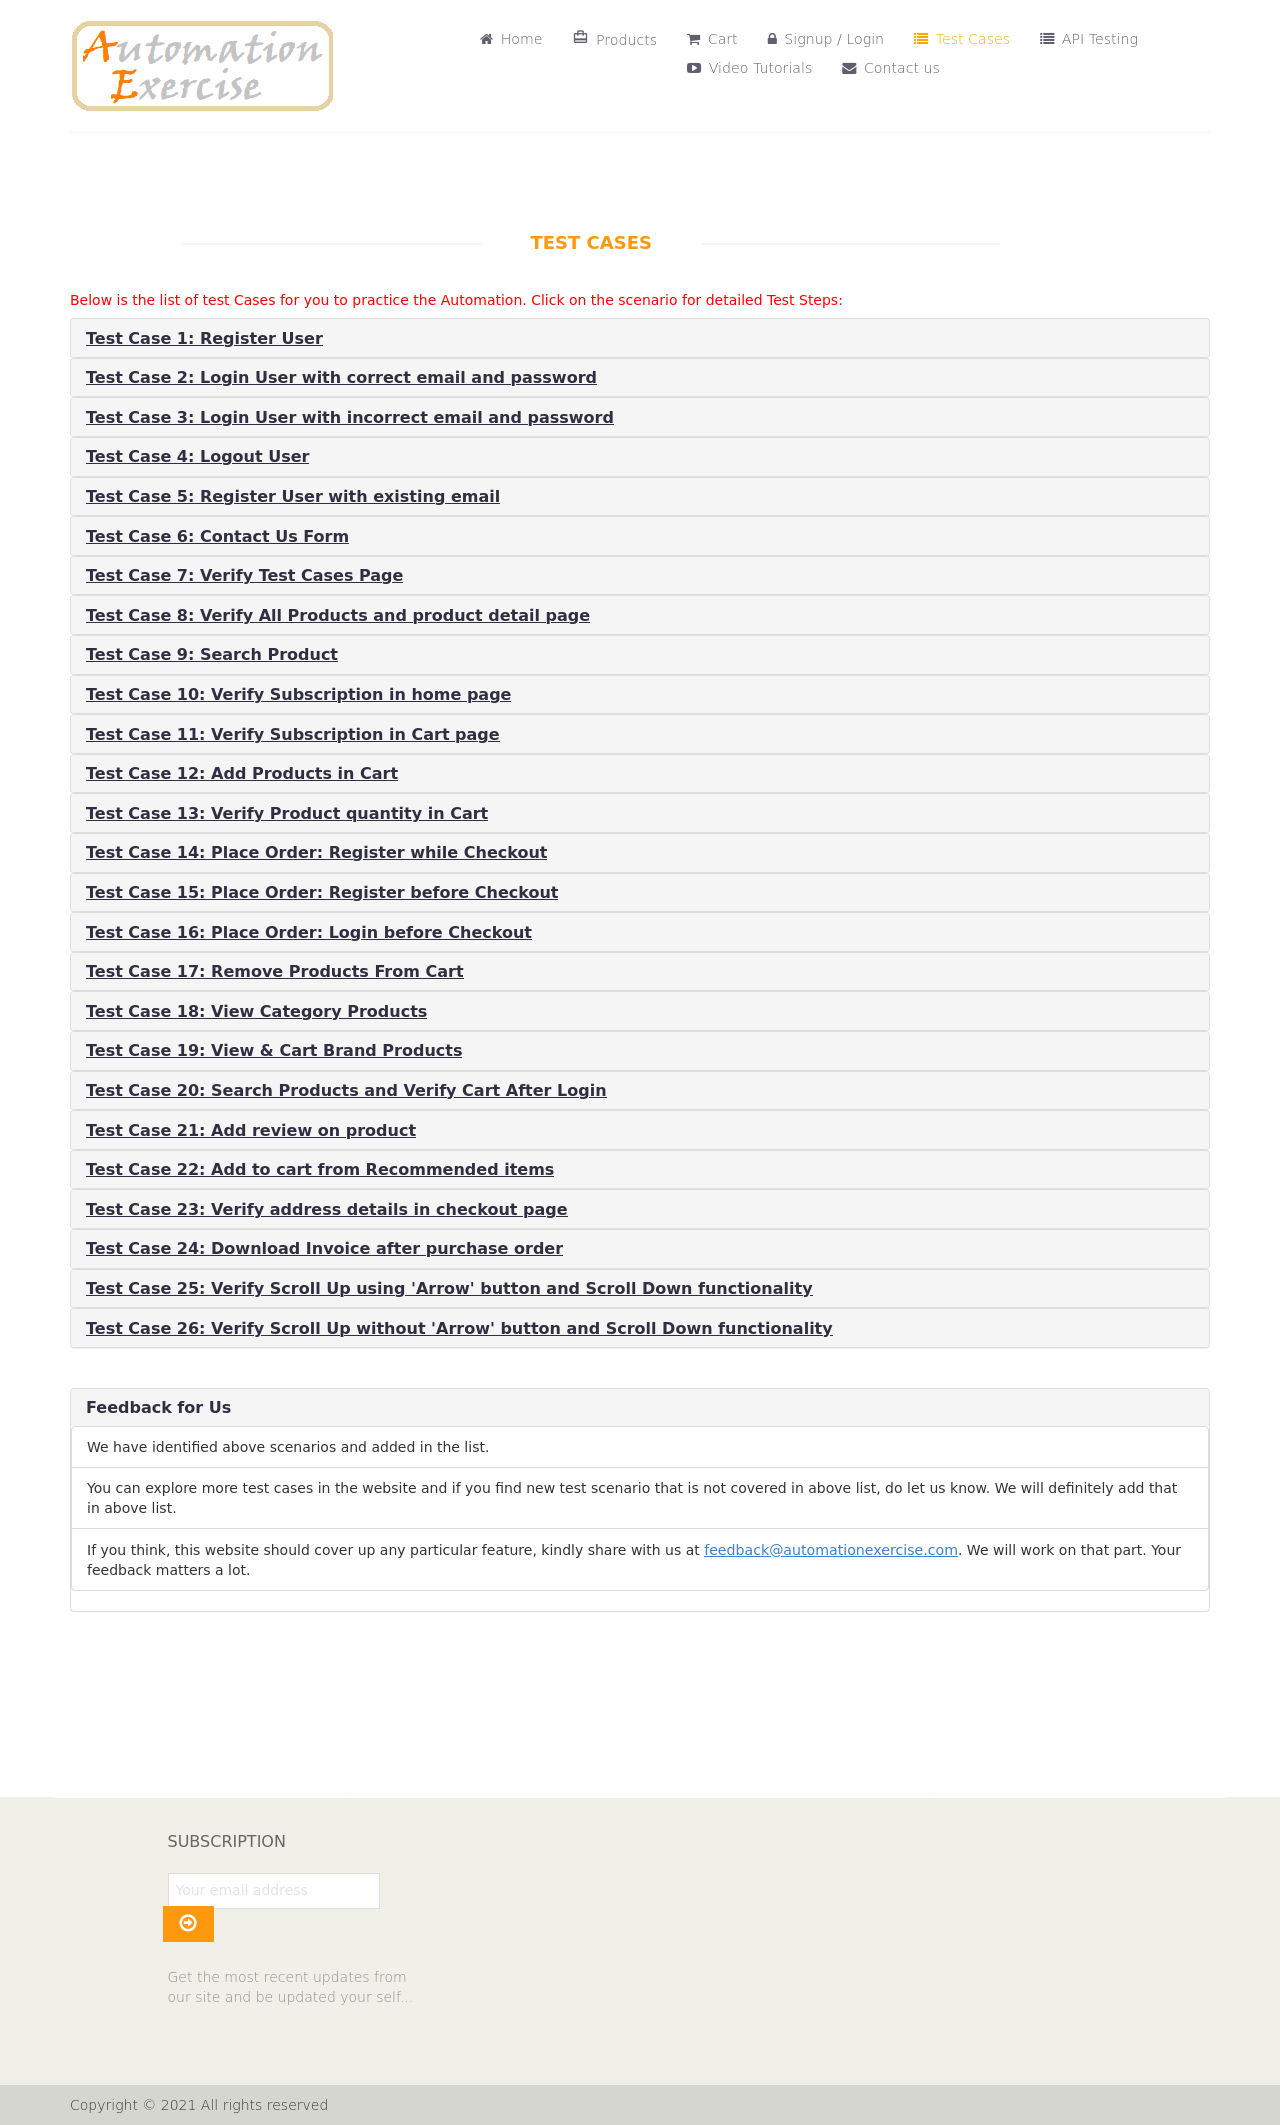 Automation
Exercise
Home Products Cart Signup / Login Test Cases API Testing
Video Tutorials Contact us
TEST CASES
Below is the list of test Cases for you to practice the Automation. Click on the scenario for detailed Test Steps:
Test Case 1: Register User
Test Case 2: Login User with correct email and password
Test Case 3: Login User with incorrect email and password
Test Case 4: Logout User
Test Case 5: Register User with existing email
Test Case 6: Contact Us Form
Test Case 7: Verify Test Cases Page
Test Case 8: Verify All Products and product detail page
Test Case 9: Search Product
Test Case 10: Verify Subscription in home page
Test Case 11: Verify Subscription in Cart page
Test Case 12: Add Products in Cart
Test Case 13: Verify Product quantity in Cart
Test Case 14: Place Order: Register while Checkout
Test Case 15: Place Order: Register before Checkout
Test Case 16: Place Order: Login before Checkout
Test Case 17: Remove Products From Cart
Test Case 18: View Category Products
Test Case 19: View & Cart Brand Products
Test Case 20: Search Products and Verify Cart After Login
Test Case 21: Add review on product
Test Case 22: Add to cart from Recommended items
Test Case 23: Verify address details in checkout page
Test Case 24: Download Invoice after purchase order
Test Case 25: Verify Scroll Up using 'Arrow' button and Scroll Down functionality
Test Case 26: Verify Scroll Up without 'Arrow' button and Scroll Down functionality
Feedback for Us
We have identified above scenarios and added in the list.
You can explore more test cases in the website and if you find new test scenario that is not covered in above list, do let us know. We will definitely add that
in above list.
If you think, this website should cover up any particular feature, kindly share with us at feedback@automationexercise.com. We will work on that part. Your
feedback matters a lot.
SUBSCRIPTION
Your email address
Get the most recent updates from
our site and be updated your self...
Copyright © 2021 All rights reserved